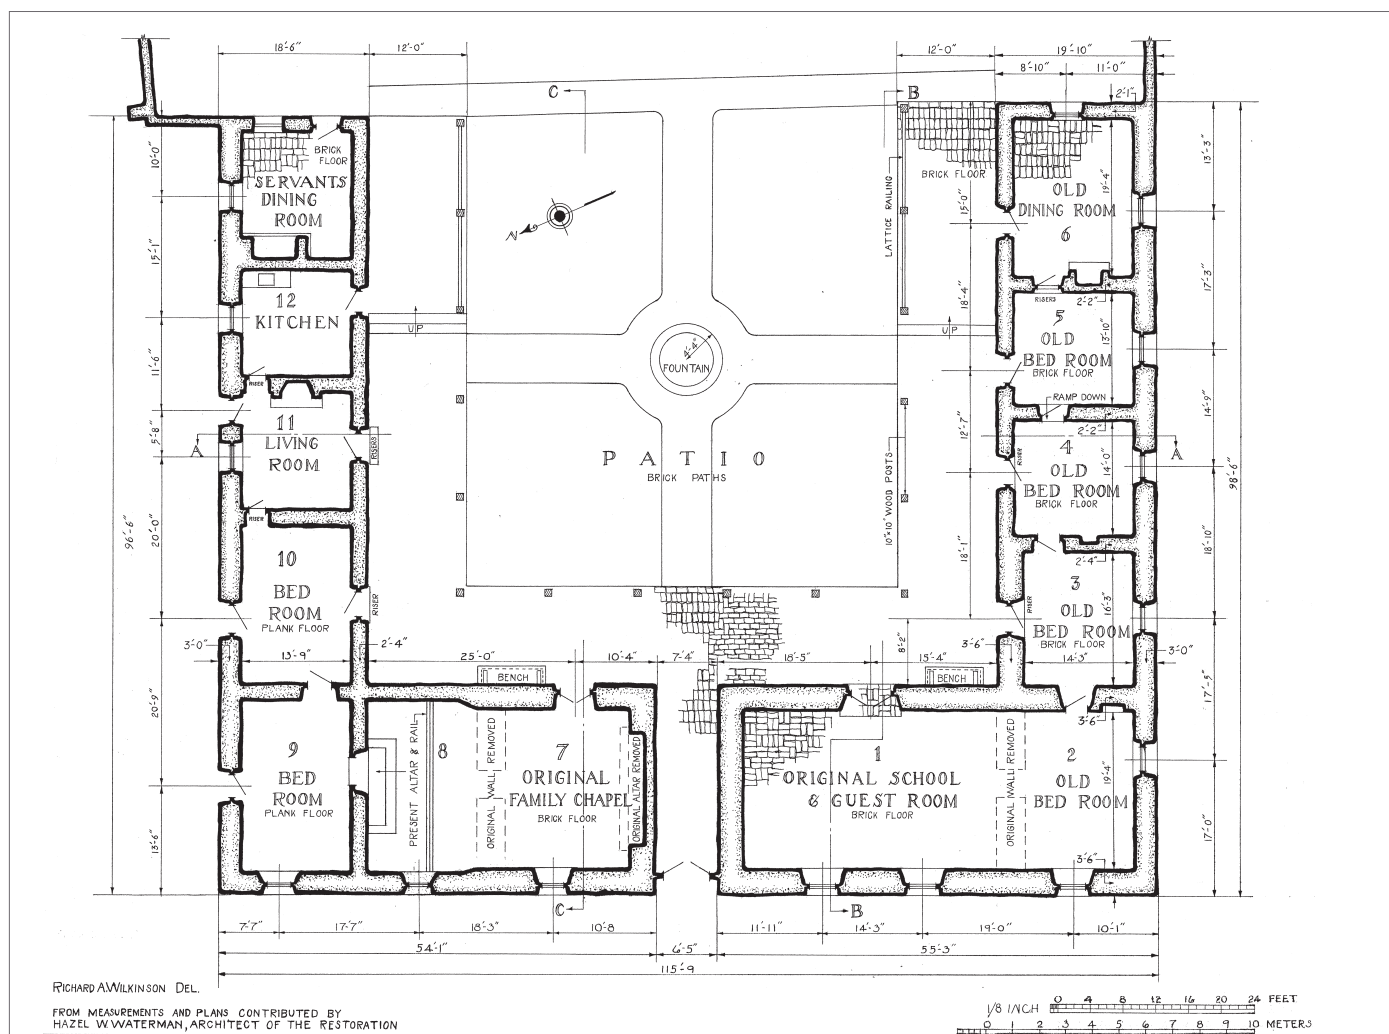 18'-6"
12'-0"
12'-0"
19'-10"
8'-10"
11'-0"
C
B
2'-1"
BRICK
FLOOR
SERVANTS
DINING
ROOM
10'-0"
15'-1"
N
LATTICE RAILING
BRICK FLOOR
15'-0"
19'-4"
OLD
DINING ROOM
6
13'-3"
17'-3"
12
KITCHEN
UP
18'-4"
UP
RISERS
2'-2"
5
OLD
BED ROOM
BRICK FLOOR
13'-10"
4'-4"
FOUNTAIN
11'-6"
RISER
RAMP DOWN
14'-9"
11
LIVING
ROOM
RISERS
A
5'-8"
12'-7"
2'-2"
4
OLD
BED ROOM
BRICK FLOOR
14'-0"
RISER
A
98'-6"
PATIO
BRICK PATHS
10"x10" WOOD POSTS
RISER
96'-6"
20'-0"
10
BED
ROOM
PLANK FLOOR
RISER
18'-1"
2'-4"
3
OLD
BED ROOM
BRICK FLOOR
16'-3"
RISER
18'-10"
3'-0"
13'-9"
2'-4"
25'-0"
10'-4"
7'-4"
18'-5"
15'-4"
8'-2"
3'-6"
14'-3"
3'-0"
BENCH
BENCH
20'-9"
17'-5"
9
BED
ROOM
PLANK FLOOR
PRESENT ALTAR & RAIL
8
ORIGINAL WALL REMOVED
7
ORIGINAL
FAMILY CHAPEL
BRICK FLOOR
ORIGINAL ALTAR REMOVED
1
ORIGINAL SCHOOL
& GUEST ROOM
BRICK FLOOR
ORIGINAL WALL REMOVED
2
OLD
BED ROOM
3'-6"
19'-4"
3'-6"
13'-6"
17'-0"
C
B
7'-7"
17'-7"
18'-3"
10'-8
11'-11"
14'-3"
19'-0"
10'-1"
54'-1"
6'-5"
55'-3"
115'-9
RICHARD A. WILKINSON DEL.
FROM MEASUREMENTS AND PLANS CONTRIBUTED BY
HAZEL W. WATERMAN, ARCHITECT OF THE RESTORATION
1/8 INCH
0 4 8 12 16 20 24 FEET
0 1 2 3 4 5 6 7 8 9 10 METERS